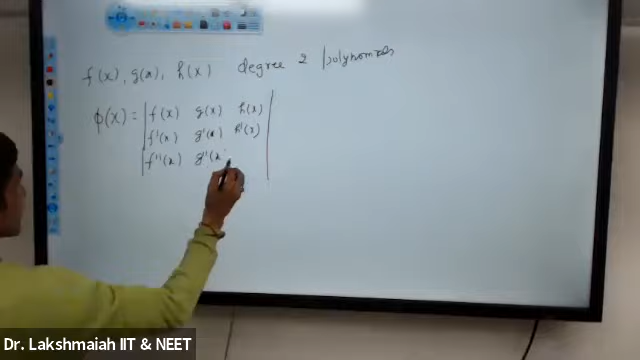 f(x), g(x), h(x) degree 2 polynomials
φ(x) = | f(x) g(x) h(x) |
f'(x) g'(x) h'(x)
f''(x) g''(x
Dr. Lakshmaiah IIT & NEET